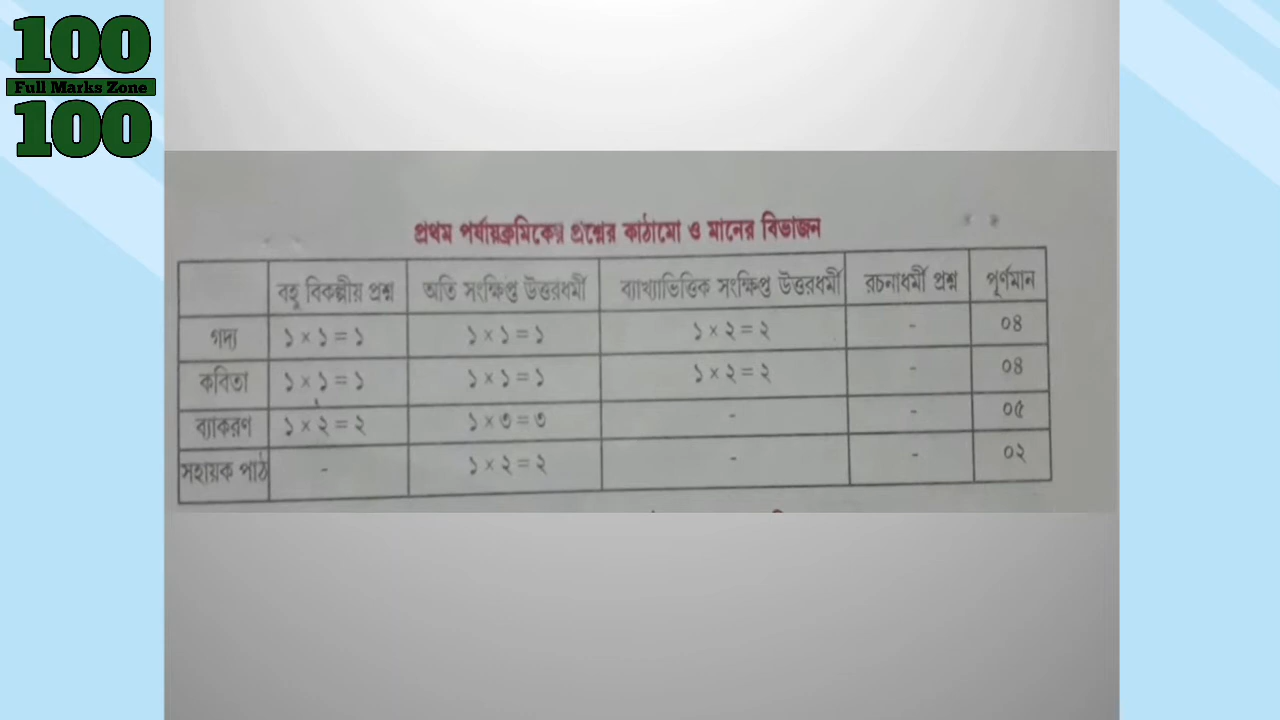 100
Full Marks Zone
100
প্রথম পর্যায়ক্রমিকের প্রশ্নের কাঠামো ও মানের বিভাজন
বহু বিকল্পীয় প্রশ্ন অতি সংক্ষিপ্ত উত্তরধর্মী ব্যাখ্যাভিত্তিক সংক্ষিপ্ত উত্তরধর্মী রচনাধর্মী প্রশ্ন পূর্ণমান
গদ্য ১ × ১ = ১ ১ × ১ = ১ ১ × ২ = ২ - ০৪
কবিতা ১ × ১ = ১ ১ × ১ = ১ ১ × ২ = ২ - ০৪
ব্যাকরণ ১ × ২ = ২ ১ × ৩ = ৩ - - ০৫
সহায়ক পাঠ - ১ × ২ = ২ - - ০২